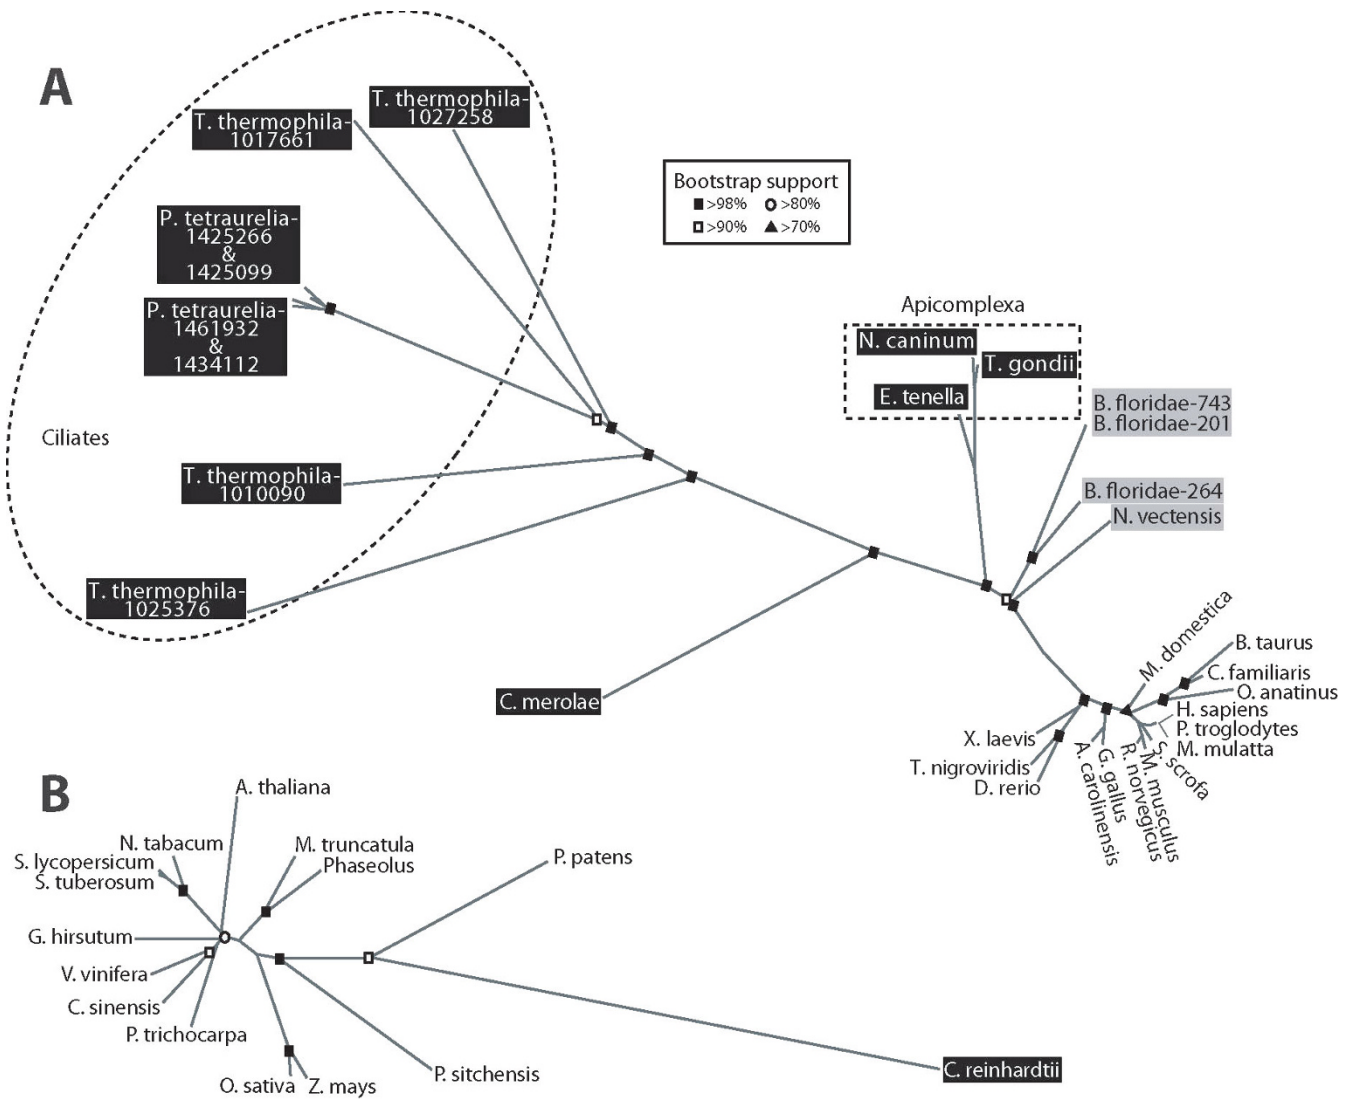 A
T. thermophila-
1027258
T. thermophila-
1017661
Bootstrap support
>98% >80%
>90% >70%
P. tetraurelia-
1425266
&
1425099
P. tetraurelia-
1461932
&
1434112
Apicomplexa
N. caninum
T. gondii
E. tenella
B. floridae-743
B. floridae-201
Ciliates
T. thermophila-
1010090
B. floridae-264
N. vectensis
T. thermophila-
1025376
C. merolae
M. domestica
B. taurus
C. familiaris
O. anatinus
H. sapiens
P. troglodytes
M. mulatta
S. scrofa
M. musculus
R. norvegicus
G. gallus
A. carolinensis
X. laevis
T. nigroviridis
D. rerio
B
A. thaliana
N. tabacum
S. lycopersicum
S. tuberosum
M. truncatula
Phaseolus
P. patens
G. hirsutum
V. vinifera
C. sinensis
P. trichocarpa
O. sativa
Z. mays
P. sitchensis
C. reinhardtii